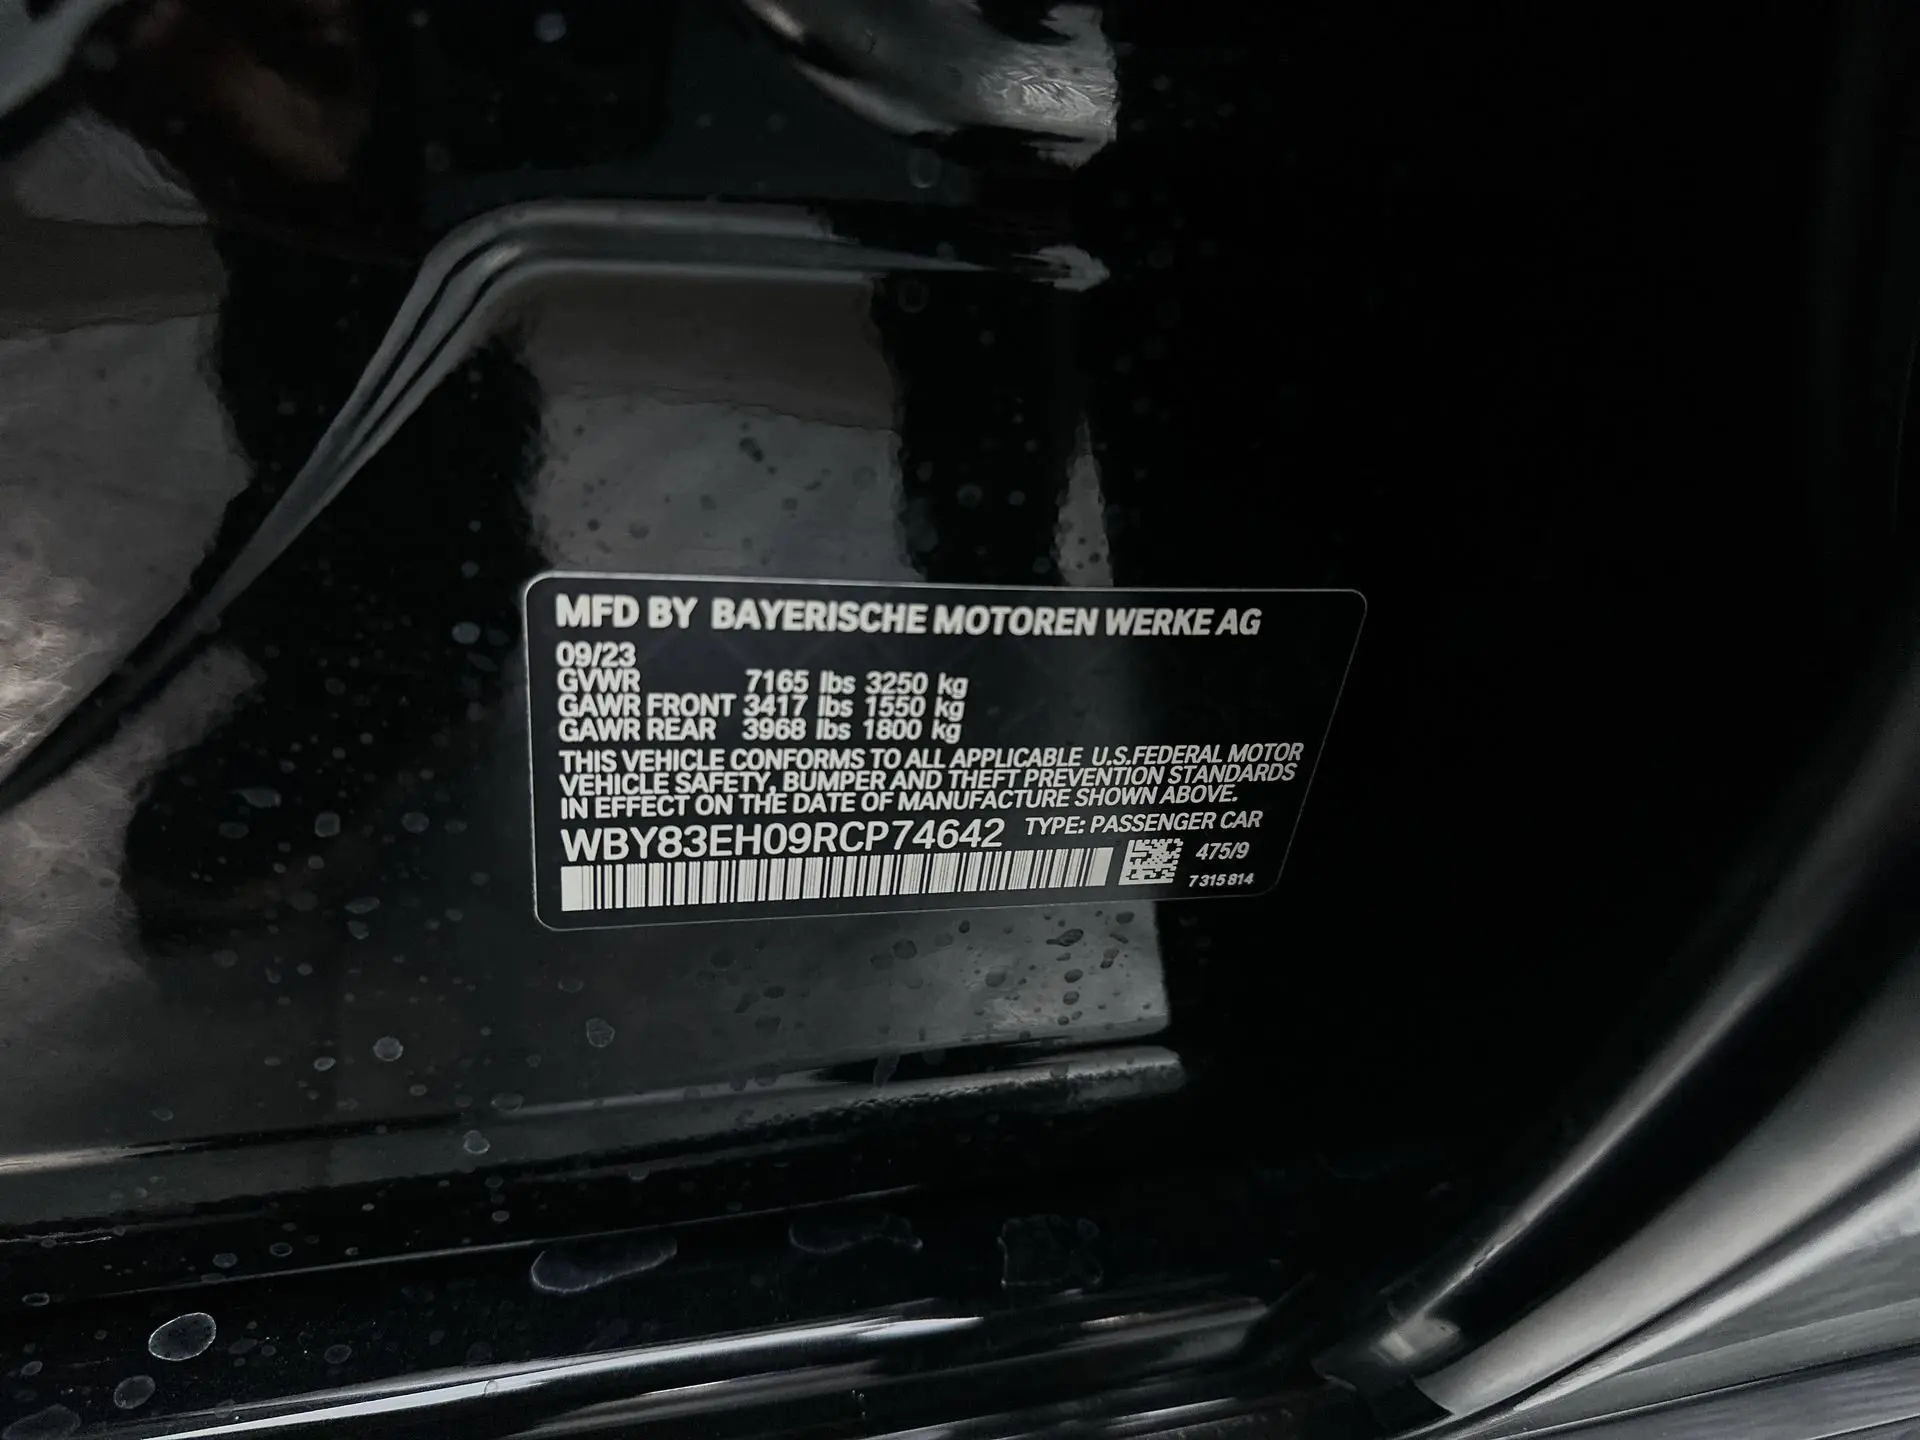 MFD BY BAYERISCHE MOTOREN WERKE AG
09/23
GVWR 7165 lbs 3250 kg
GAWR FRONT 3417 lbs 1550 kg
GAWR REAR 3968 lbs 1800 kg
THIS VEHICLE CONFORMS TO ALL APPLICABLE U.S.FEDERAL MOTOR
VEHICLE SAFETY, BUMPER AND THEFT PREVENTION STANDARDS
IN EFFECT ON THE DATE OF MANUFACTURE SHOWN ABOVE.
WBY83EH09RCP74642 TYPE: PASSENGER CAR
475/9
7 315 814